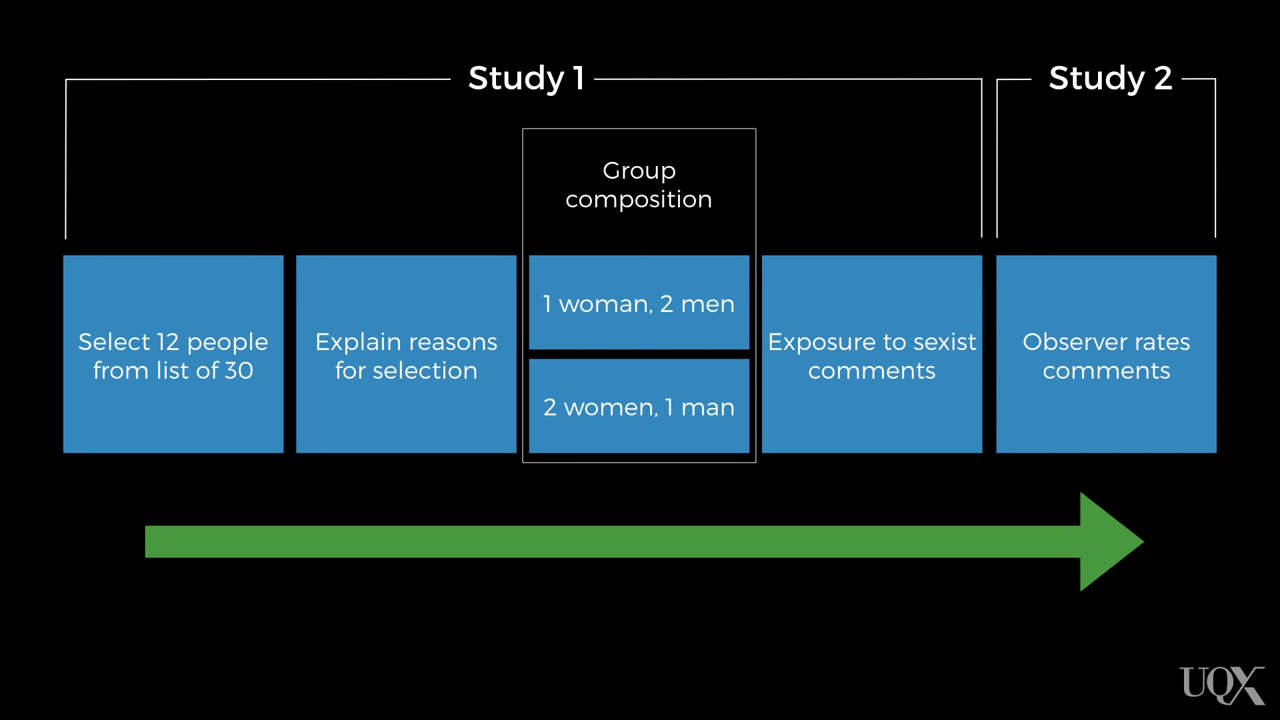 Study 1
Study 2
Group
composition
Select 12 people
from list of 30
Explain reasons
for selection
1 woman, 2 men
2 women, 1 man
Exposure to sexist
comments
Observer rates
comments
UQX